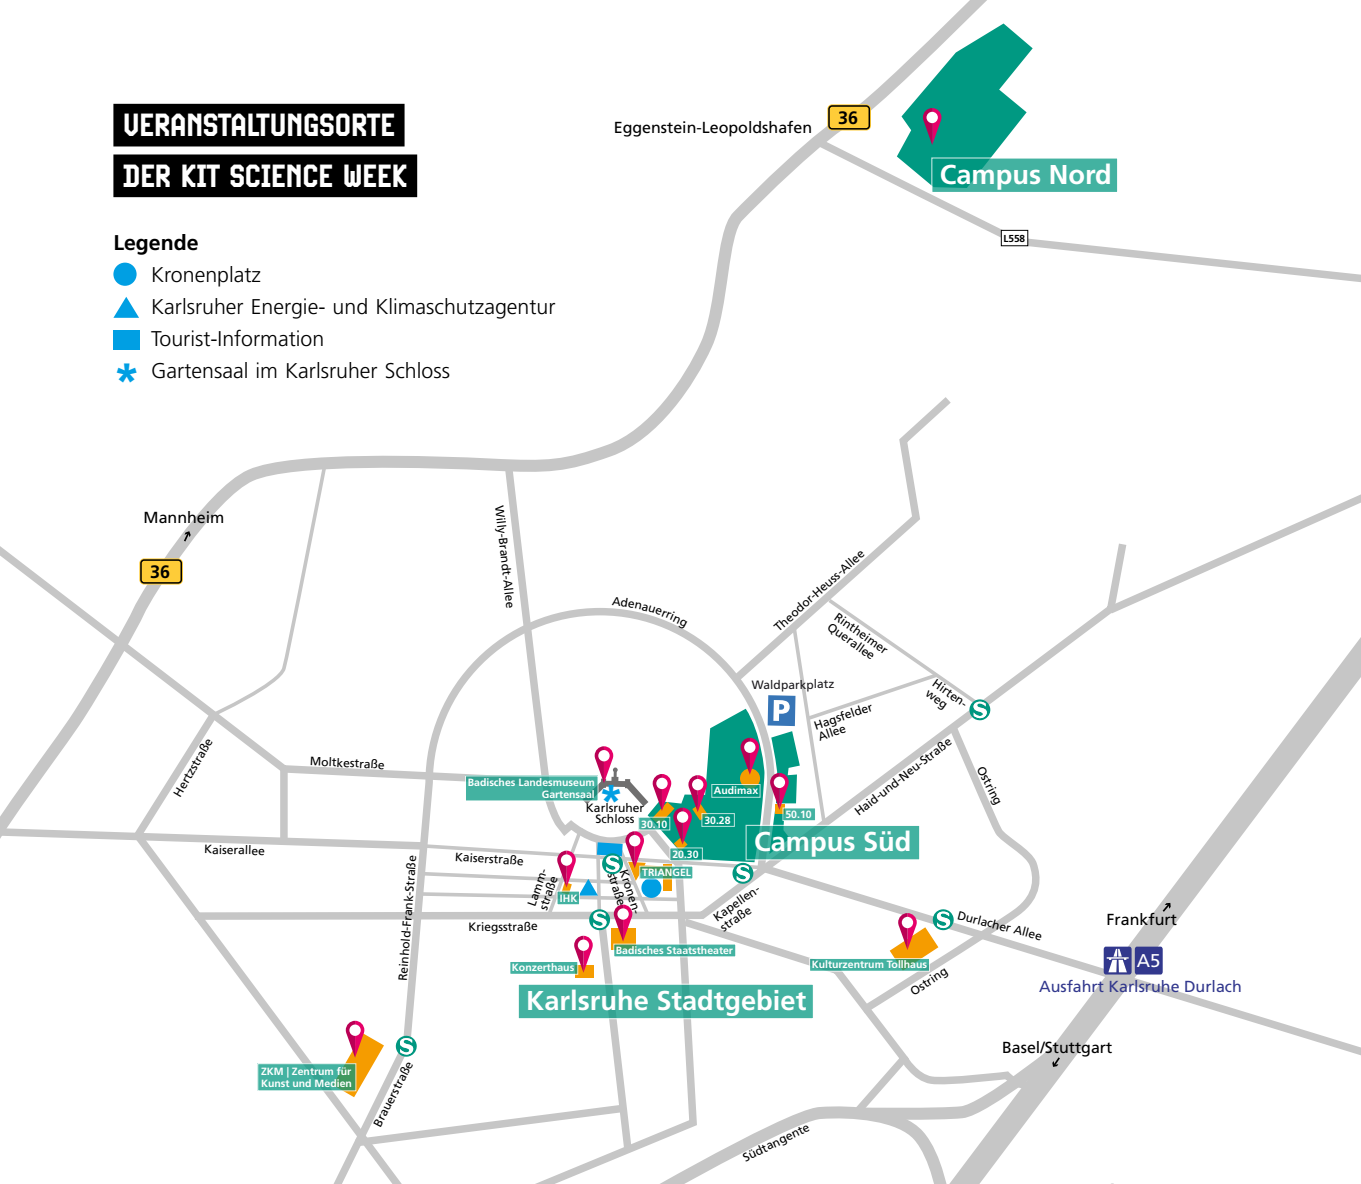 VERANSTALTUNGSORTE
DER KIT SCIENCE WEEK
Legende
Kronenplatz
Karlsruher Energie- und Klimaschutzagentur
Tourist-Information
Gartensaal im Karlsruher Schloss
Eggenstein-Leopoldshafen
36
Campus Nord
L558
Mannheim
36
Willy-Brandt-Allee
Adenauerring
Theodor-Heuss-Allee
Rintheimer
Querallee
Waldparkplatz
P
Hirten-
weg
S
Hagsfelder
Allee
Haid-und-Neu-Straße
Ostring
Hertzstraße
Moltkestraße
Badisches Landesmuseum
Gartensaal
Karlsruher
Schloss
Audimax
30.10
30.28
50.10
20.30
Campus Süd
Kaiserallee
Kaiserstraße
Reinhold-Frank-Straße
Lamm-
straße
IHK
S
Kronen-
straße
TRIANGEL
S
Kapellen-
straße
Kriegsstraße
S
Badisches Staatstheater
Konzerthaus
Karlsruhe Stadtgebiet
Kulturzentrum Tollhaus
S
Durlacher Allee
Ostring
Frankfurt
A5
Ausfahrt Karlsruhe Durlach
Basel/Stuttgart
ZKM | Zentrum für
Kunst und Medien
S
Brauerstraße
Südtangente